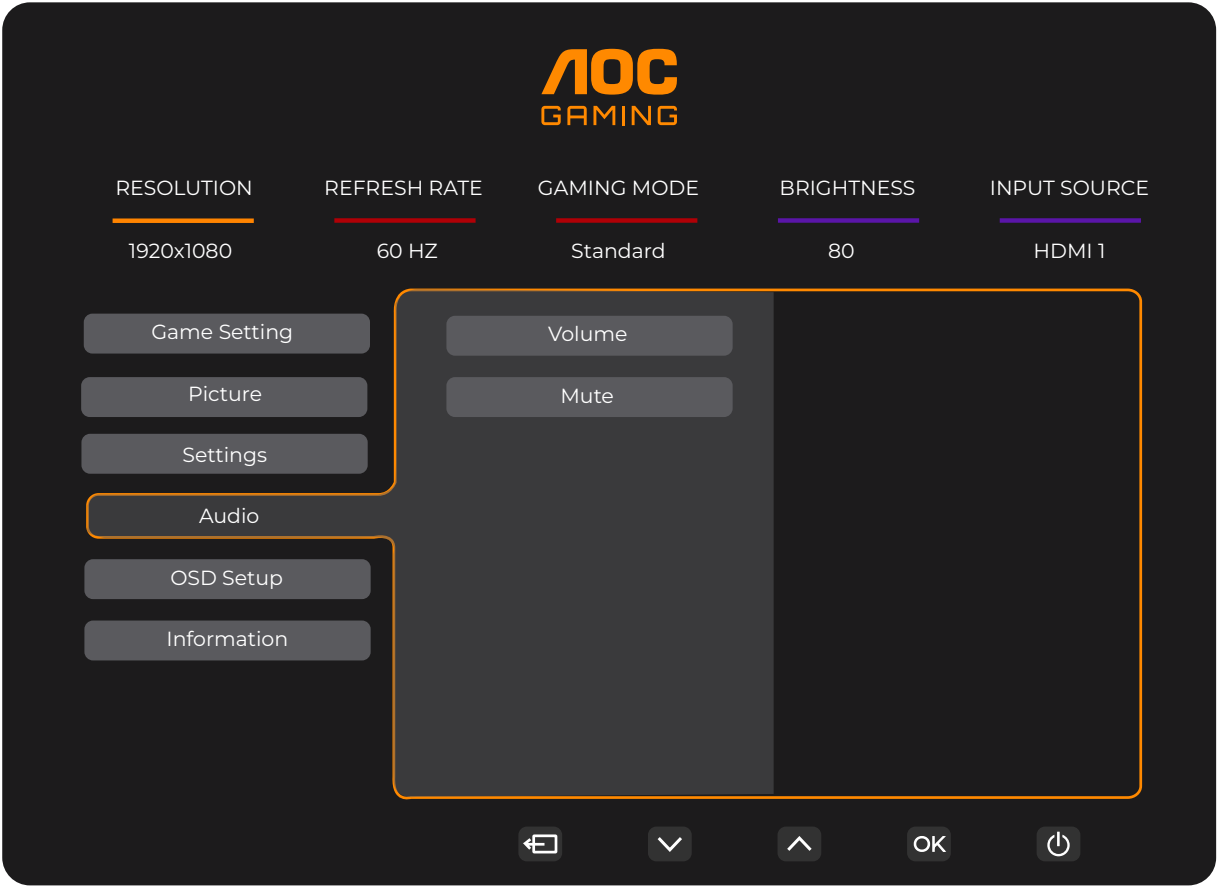 AOC
GAMING
RESOLUTION REFRESH RATE GAMING MODE BRIGHTNESS INPUT SOURCE
1920x1080 60 HZ Standard 80 HDMI 1
Game Setting
Picture
Settings
Audio
OSD Setup
Information
Volume
Mute
OK